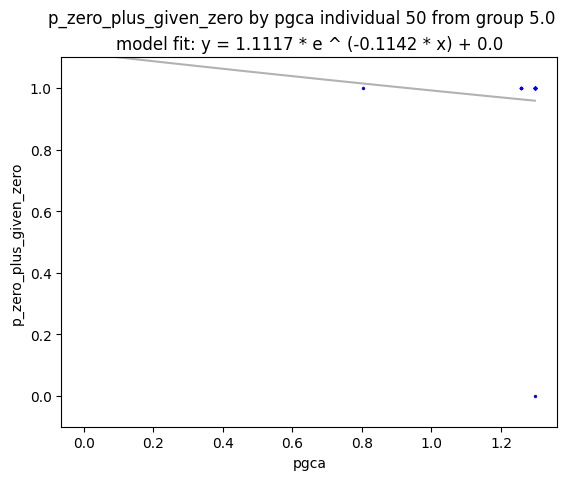 p_zero_plus_given_zero by pgca individual 50 from group 5.0
model fit: y = 1.1117 * e ^ (-0.1142 * x) + 0.0
1.0
0.8
0.6
0.4
0.2
0.0
p_zero_plus_given_zero
0.0 0.2 0.4 0.6 0.8 1.0 1.2
pgca